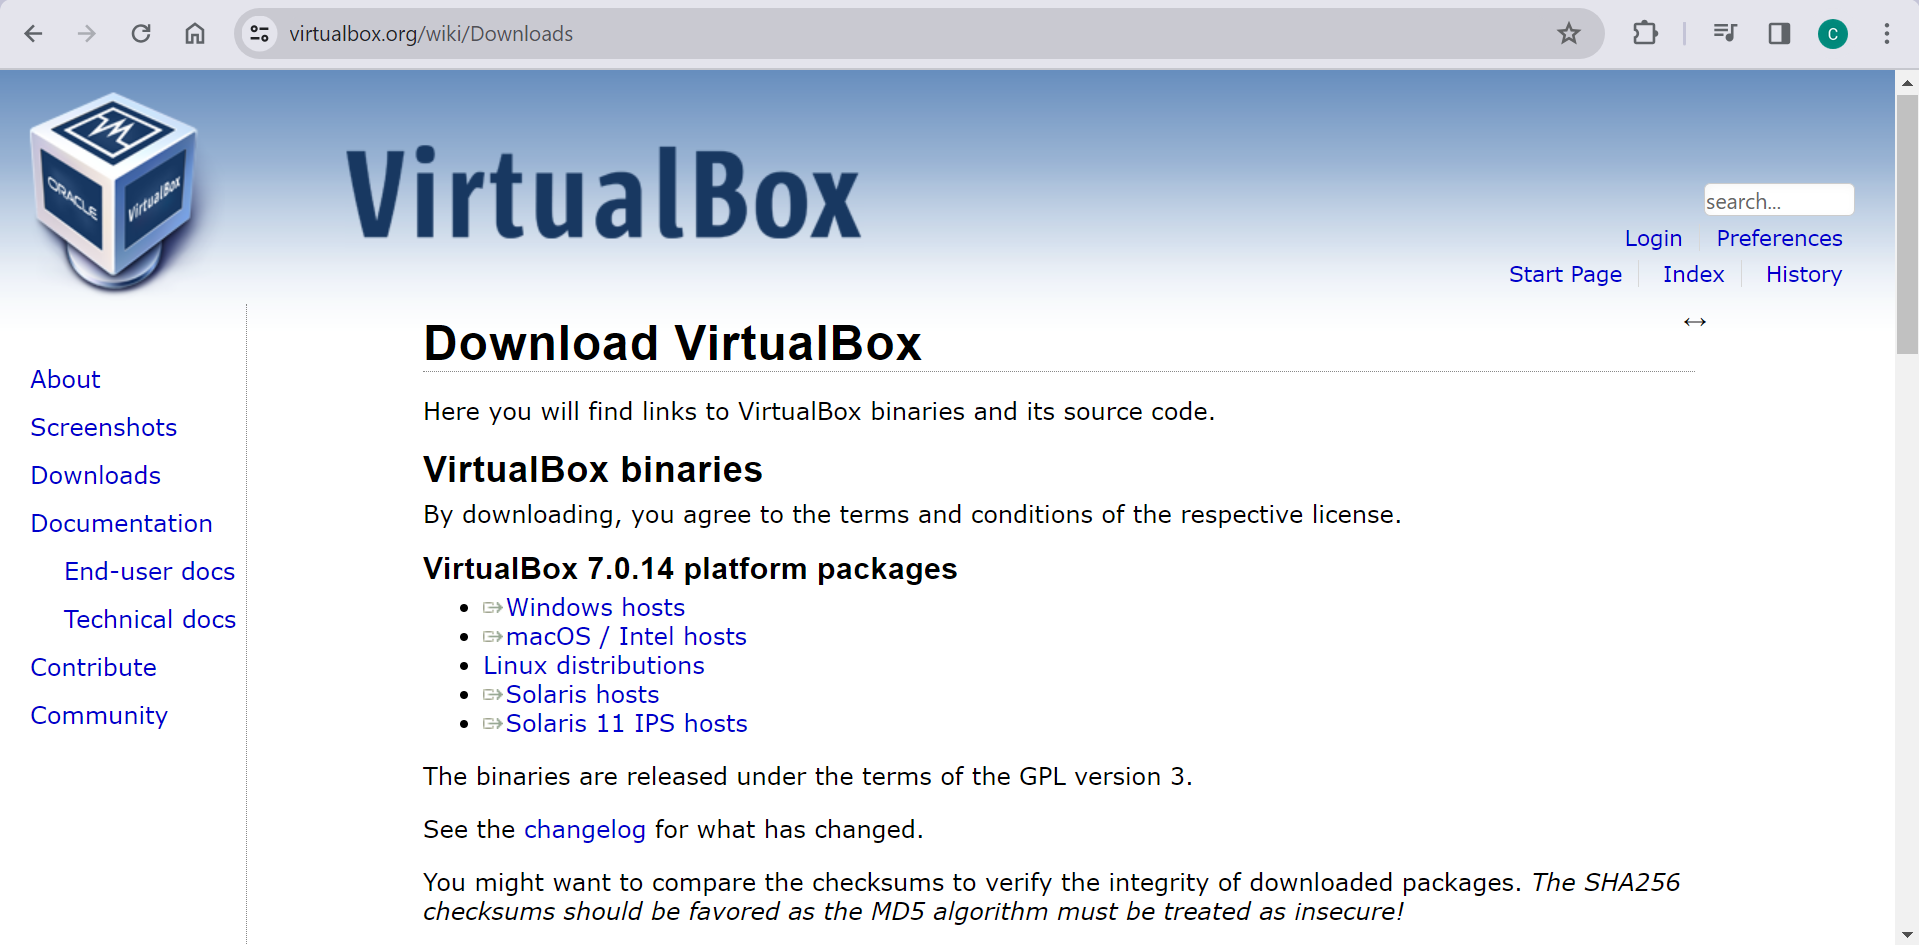 virtualbox.org/wiki/Downloads
C
ORACLE
VirtualBox
VirtualBox
search...
Login Preferences
Start Page Index History
About
Screenshots
Downloads
Documentation
End-user docs
Technical docs
Contribute
Community
Download VirtualBox
Here you will find links to VirtualBox binaries and its source code.
VirtualBox binaries
By downloading, you agree to the terms and conditions of the respective license.
VirtualBox 7.0.14 platform packages
Windows hosts
macOS / Intel hosts
Linux distributions
Solaris hosts
Solaris 11 IPS hosts
The binaries are released under the terms of the GPL version 3.
See the changelog for what has changed.
You might want to compare the checksums to verify the integrity of downloaded packages. The SHA256
checksums should be favored as the MD5 algorithm must be treated as insecure!